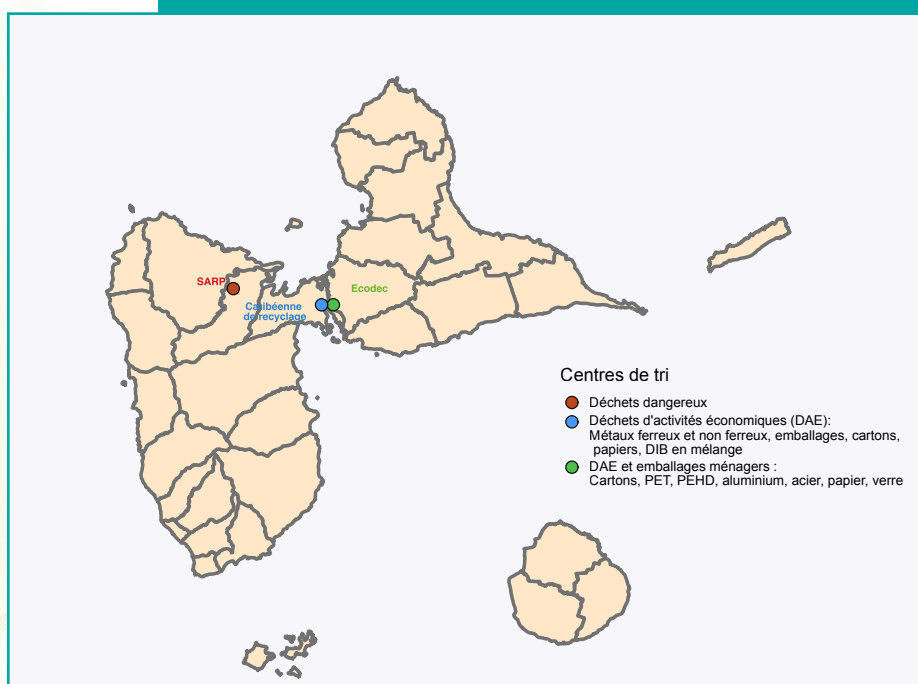 SARP
Ecodec
Caribéenne
de recyclage
Centres de tri
Déchets dangereux
Déchets d'activités économiques (DAE):
Métaux ferreux et non ferreux, emballages, cartons,
papiers, DIB en mélange
DAE et emballages ménagers :
Cartons, PET, PEHD, aluminium, acier, papier, verre